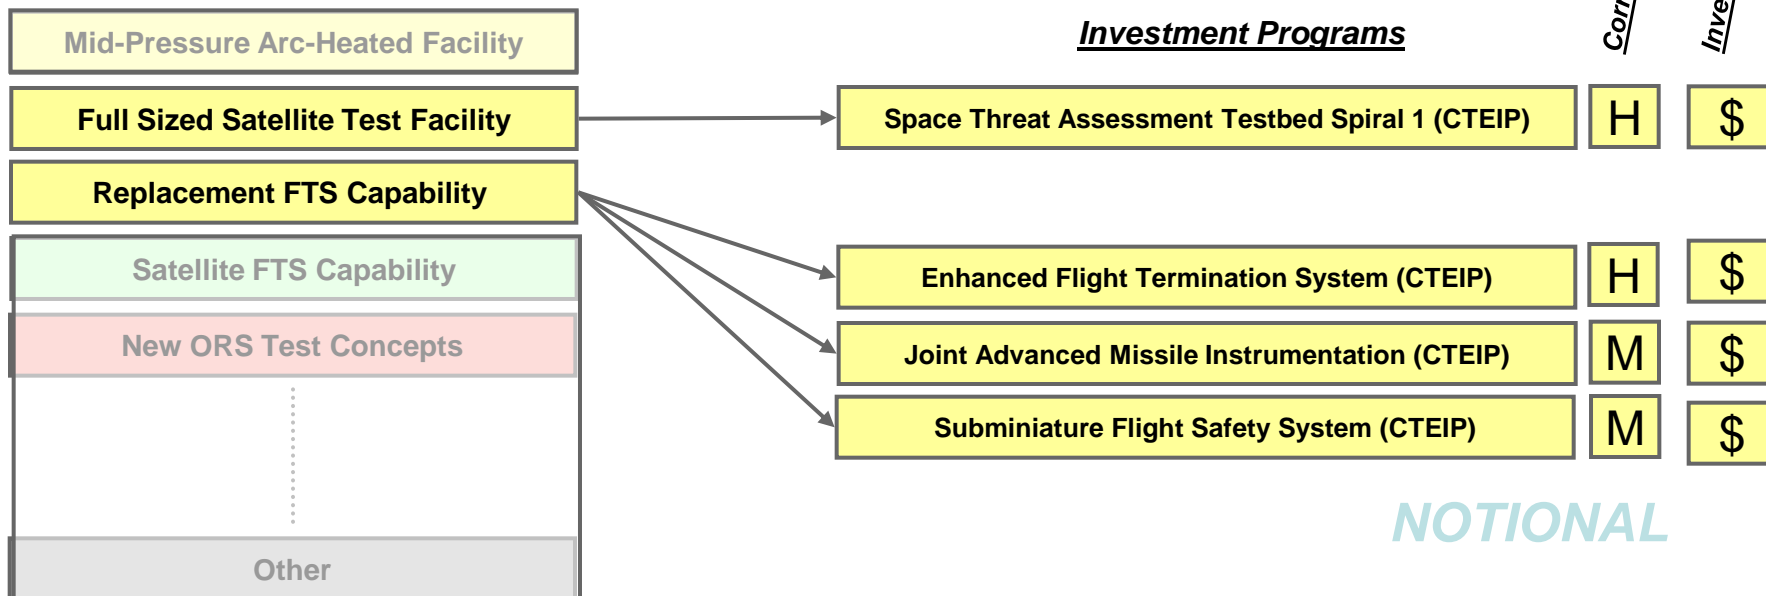 Mid-Pressure Arc-Heated Facility
Full Sized Satellite Test Facility
Replacement FTS Capability
Satellite FTS Capability
New ORS Test Concepts
Other
Investment Programs
Space Threat Assessment Testbed Spiral 1 (CTEIP) H $
Enhanced Flight Termination System (CTEIP) H $
Joint Advanced Missile Instrumentation (CTEIP) M $
Subminiature Flight Safety System (CTEIP) M $
NOTIONAL